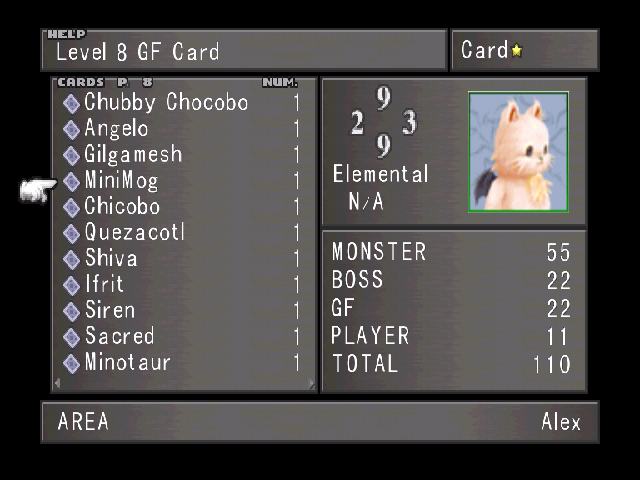 HELP
Level 8 GF Card
Card
CARDS P. 8 NUM.
Chubby Chocobo 1
Angelo 1
Gilgamesh 1
MiniMog 1
Chicobo 1
Quezacotl 1
Shiva 1
Ifrit 1
Siren 1
Sacred 1
Minotaur 1
9
2 3
9
Elemental
N/A
MONSTER 55
BOSS 22
GF 22
PLAYER 11
TOTAL 110
AREA Alex